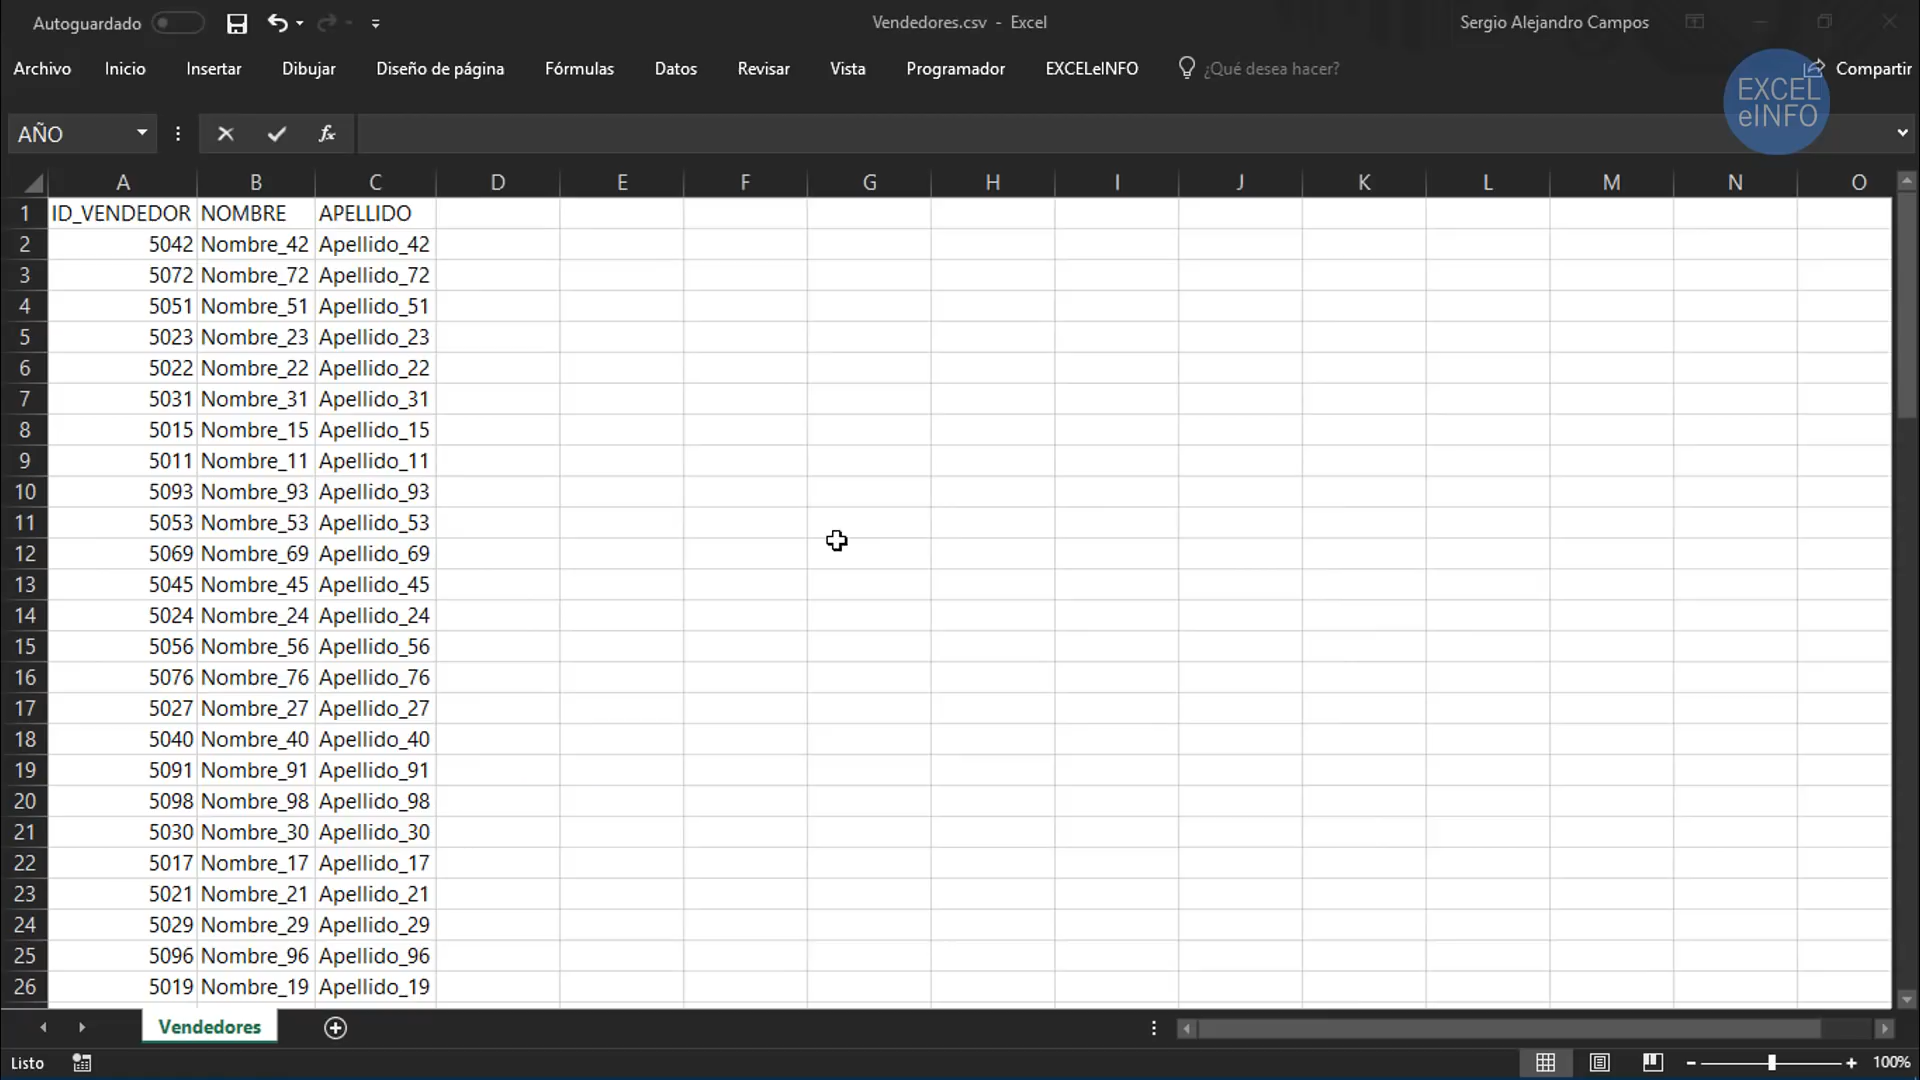 Autoguardado
Vendedores.csv - Excel
Sergio Alejandro Campos
Archivo Inicio Insertar Dibujar Diseño de página Fórmulas Datos Revisar Vista Programador EXCELeINFO ¿Qué desea hacer? Compartir
EXCEL
eINFO
AÑO fx
A B C D E F G H I J K L M N O
1 ID_VENDEDOR NOMBRE APELLIDO
2 5042 Nombre_42 Apellido_42
3 5072 Nombre_72 Apellido_72
4 5051 Nombre_51 Apellido_51
5 5023 Nombre_23 Apellido_23
6 5022 Nombre_22 Apellido_22
7 5031 Nombre_31 Apellido_31
8 5015 Nombre_15 Apellido_15
9 5011 Nombre_11 Apellido_11
10 5093 Nombre_93 Apellido_93
11 5053 Nombre_53 Apellido_53
12 5069 Nombre_69 Apellido_69
13 5045 Nombre_45 Apellido_45
14 5024 Nombre_24 Apellido_24
15 5056 Nombre_56 Apellido_56
16 5076 Nombre_76 Apellido_76
17 5027 Nombre_27 Apellido_27
18 5040 Nombre_40 Apellido_40
19 5091 Nombre_91 Apellido_91
20 5098 Nombre_98 Apellido_98
21 5030 Nombre_30 Apellido_30
22 5017 Nombre_17 Apellido_17
23 5021 Nombre_21 Apellido_21
24 5029 Nombre_29 Apellido_29
25 5096 Nombre_96 Apellido_96
26 5019 Nombre_19 Apellido_19
Vendedores
Listo
100%